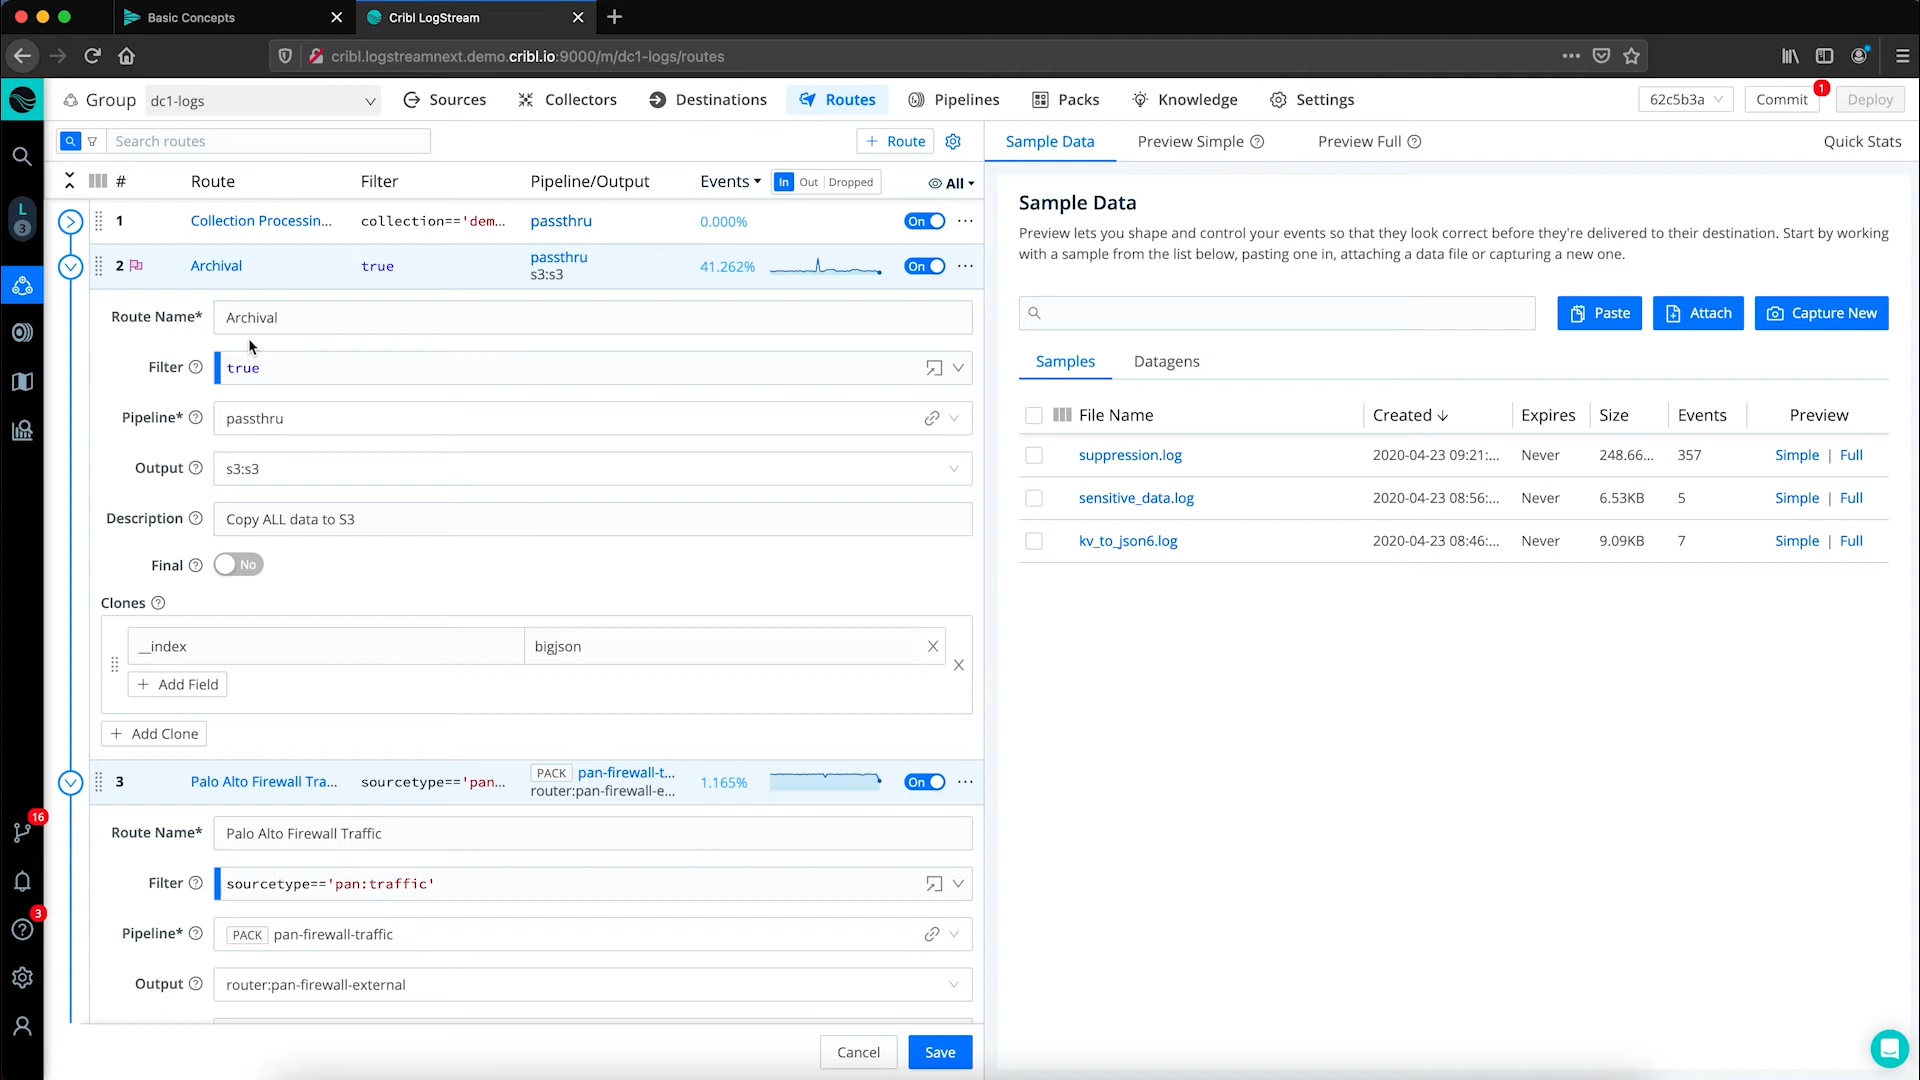 Basic Concepts
Cribl LogStream
cribl.logstreamnext.demo.cribl.io:9000/m/dc1-logs/routes
Group dc1-logs Sources Collectors Destinations Routes Pipelines Packs Knowledge Settings 62c5b3a Commit 1 Deploy
Search routes + Route
Sample Data Preview Simple Preview Full Quick Stats
# Route Filter Pipeline/Output Events In Out Dropped All
1 Collection Processin... collection=='dem... passthru 0.000% On ...
2 Archival true passthru 41.262% On ...
s3:s3
Route Name* Archival
Filter true
Pipeline* passthru
Output s3:s3
Description Copy ALL data to S3
Final No
Clones
__index bigjson
+ Add Field
+ Add Clone
3 Palo Alto Firewall Tra... sourcetype=='pan... PACK pan-firewall-t... 1.165% On ...
router:pan-firewall-e...
Route Name* Palo Alto Firewall Traffic
Filter sourcetype=='pan:traffic'
Pipeline* PACK pan-firewall-traffic
Output router:pan-firewall-external
Cancel Save
L
3
16
3
Sample Data
Preview lets you shape and control your events so that they look correct before they're delivered to their destination. Start by working
with a sample from the list below, pasting one in, attaching a data file or capturing a new one.
Paste Attach Capture New
Samples Datagens
File Name Created Expires Size Events Preview
suppression.log 2020-04-23 09:21:... Never 248.66... 357 Simple | Full
sensitive_data.log 2020-04-23 08:56:... Never 6.53KB 5 Simple | Full
kv_to_json6.log 2020-04-23 08:46:... Never 9.09KB 7 Simple | Full